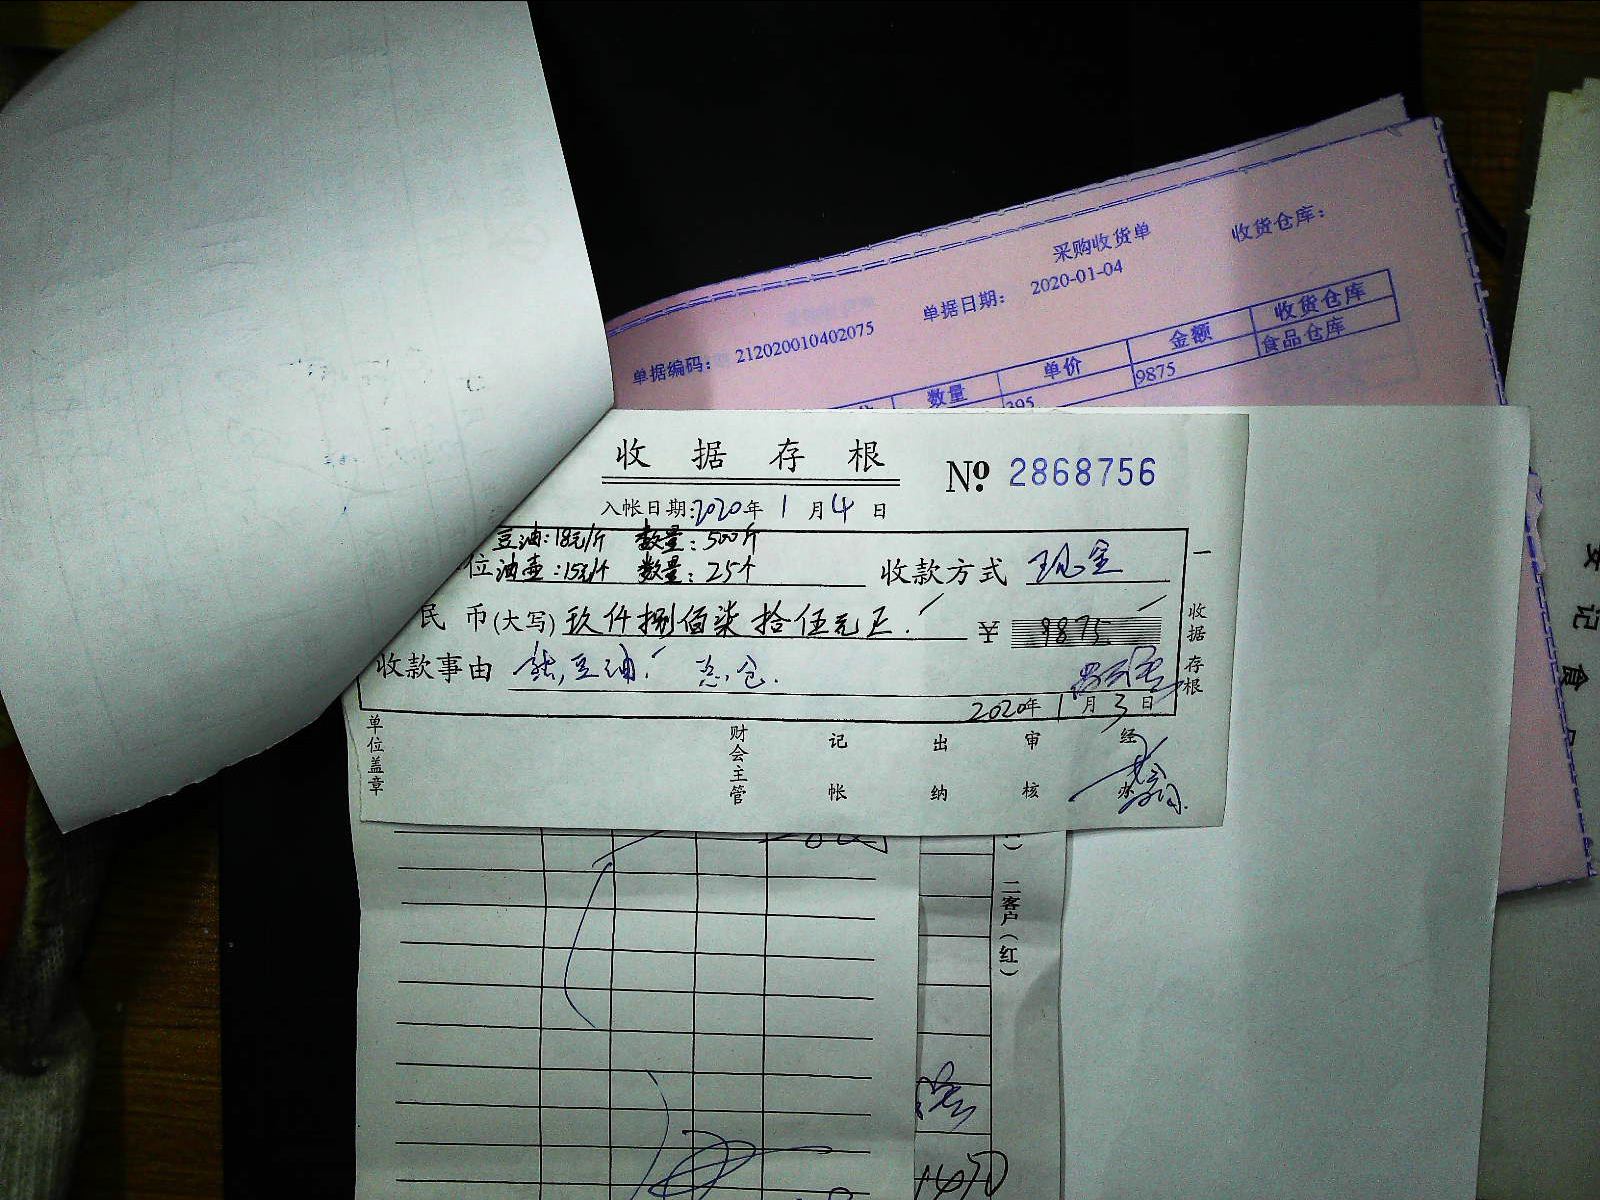 采购收货单
收货仓库：
单据编码： 212020010402075
单据日期： 2020-01-04
数量 单价 金额 收货仓库
395 9875 食品仓库
收据存根
Nº 2868756
入帐日期:2020年1月4日
豆油:18元/斤 数量:500斤
位 油壶:15元/个 数量:25个
收款方式 现金
民币(大写) 玖仟捌佰柒拾伍元正.
¥ 9875
收款事由 豆油. 总仓.
2020年1月3日
一 收据存根
单位盖章 财会主管 记帐 出纳 审核 经办
二客户(红)
1450